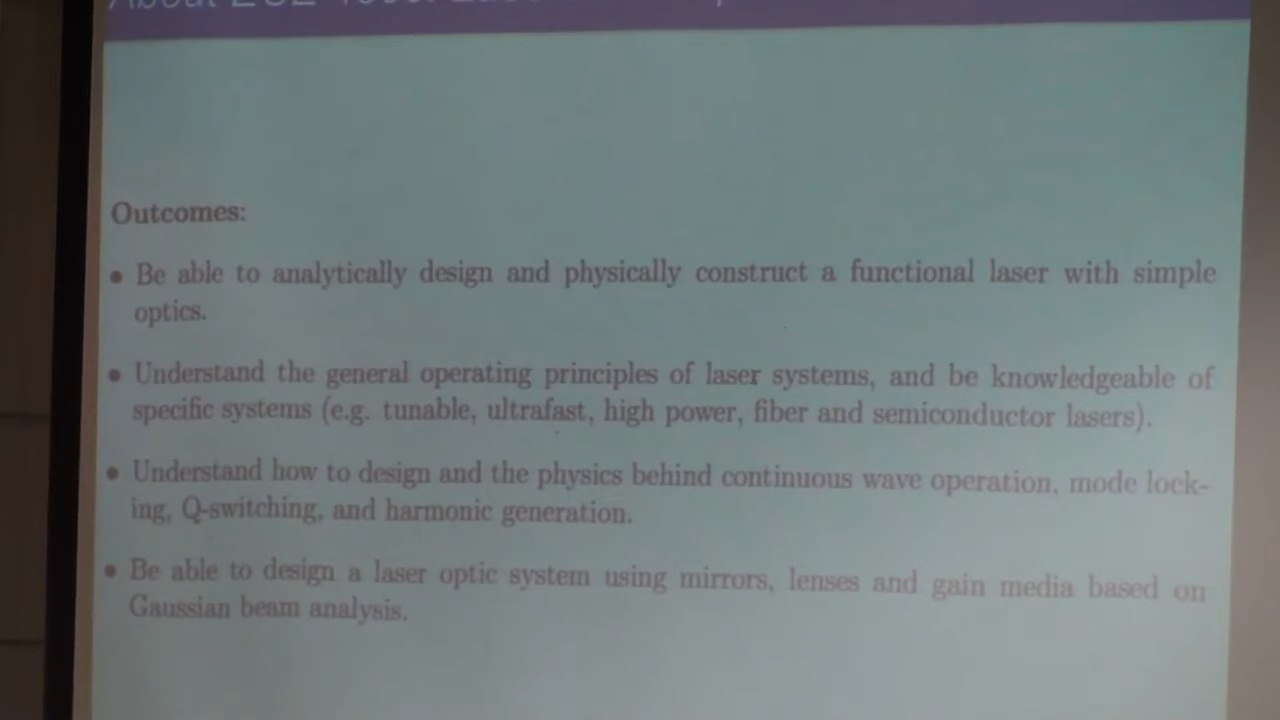 About
Outcomes:
• Be able to analytically design and physically construct a functional laser with simple
optics.
• Understand the general operating principles of laser systems, and be knowledgeable of
specific systems (e.g. tunable, ultrafast, high power, fiber and semiconductor lasers).
• Understand how to design and the physics behind continuous wave operation, mode lock-
ing, Q-switching, and harmonic generation.
• Be able to design a laser optic system using mirrors, lenses and gain media based on
Gaussian beam analysis.